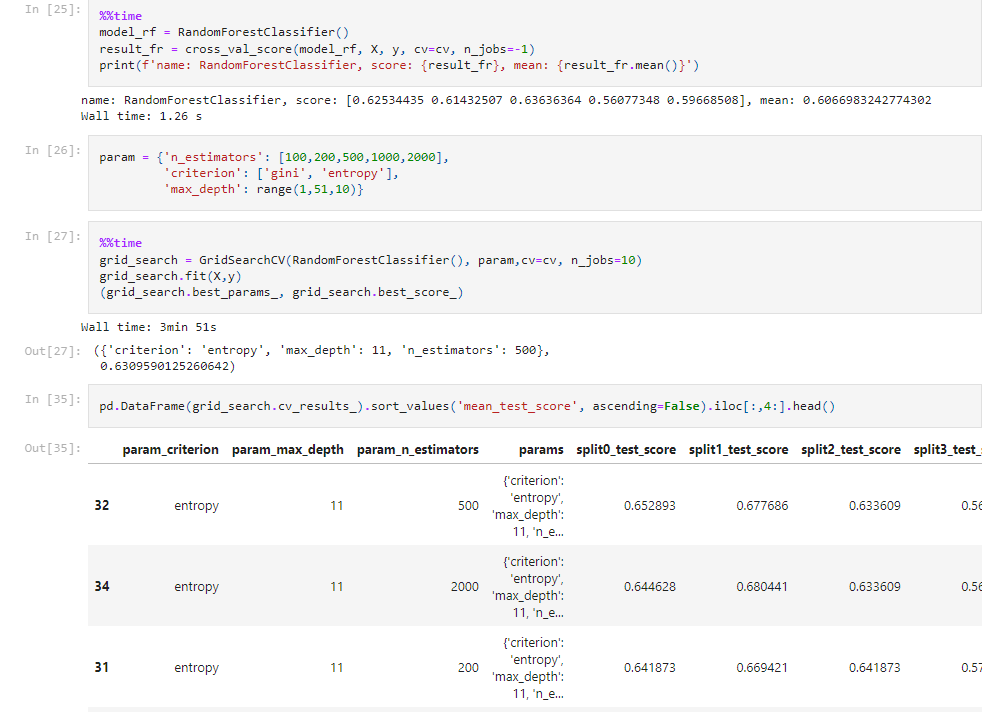 In [25]:
%%time
model_rf = RandomForestClassifier()
result_fr = cross_val_score(model_rf, X, y, cv=cv, n_jobs=-1)
print(f'name: RandomForestClassifier, score: {result_fr}, mean: {result_fr.mean()}')
name: RandomForestClassifier, score: [0.62534435 0.61432507 0.63636364 0.56077348 0.59668508], mean: 0.6066983242774302
Wall time: 1.26 s
In [26]:
param = {'n_estimators': [100,200,500,1000,2000],
'criterion': ['gini', 'entropy'],
'max_depth': range(1,51,10)}
In [27]:
%%time
grid_search = GridSearchCV(RandomForestClassifier(), param,cv=cv, n_jobs=10)
grid_search.fit(X,y)
(grid_search.best_params_, grid_search.best_score_)
Wall time: 3min 51s
Out[27]: ({'criterion': 'entropy', 'max_depth': 11, 'n_estimators': 500},
0.6309590125260642)
In [35]: pd.DataFrame(grid_search.cv_results_).sort_values('mean_test_score', ascending=False).iloc[:,4:].head()
Out[35]: param_criterion param_max_depth param_n_estimators params split0_test_score split1_test_score split2_test_score split3_test_
{'criterion':
'entropy',
32 entropy 11 500 'max_depth': 0.652893 0.677686 0.633609 0.56
11, 'n_e...
{'criterion':
'entropy',
34 entropy 11 2000 'max_depth': 0.644628 0.680441 0.633609 0.56
11, 'n_e...
{'criterion':
'entropy',
31 entropy 11 200 'max_depth': 0.641873 0.669421 0.641873 0.57
11, 'n_e...